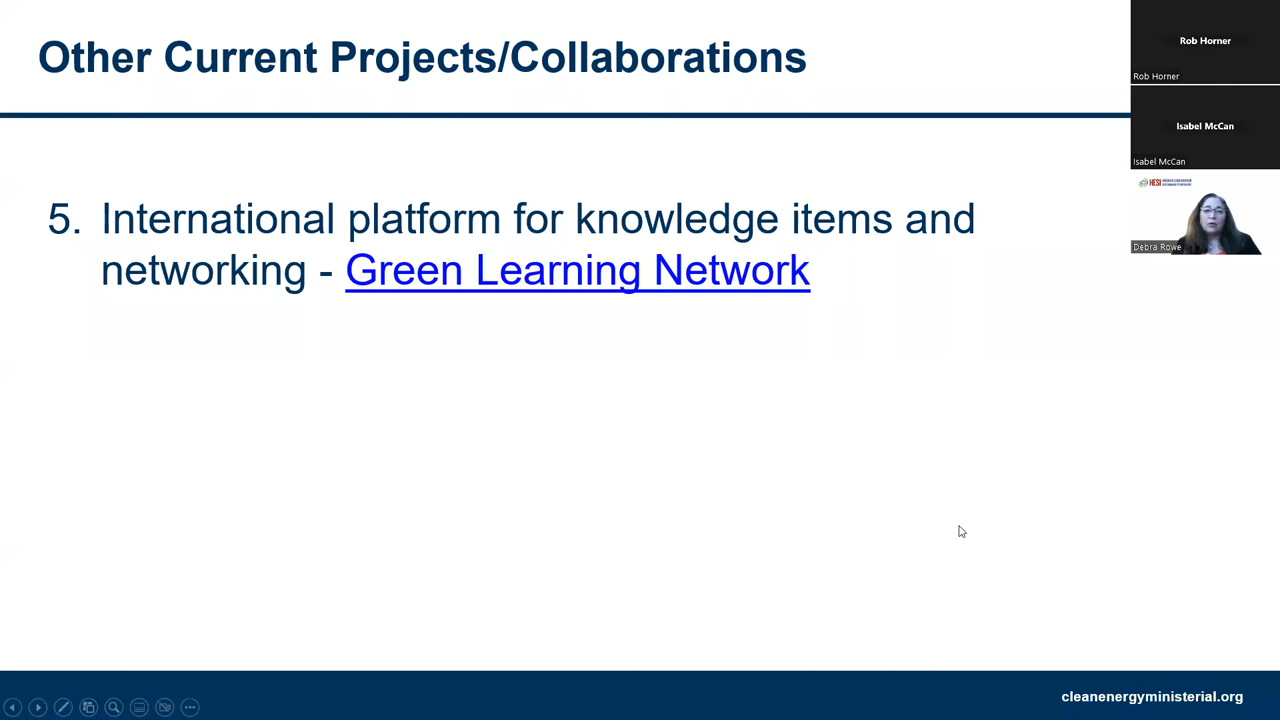 Other Current Projects/Collaborations
5. International platform for knowledge items and
networking - Green Learning Network
Rob Horner
Rob Horner
Isabel McCan
Isabel McCan
HESI
Debra Rowe
cleanenergyministerial.org